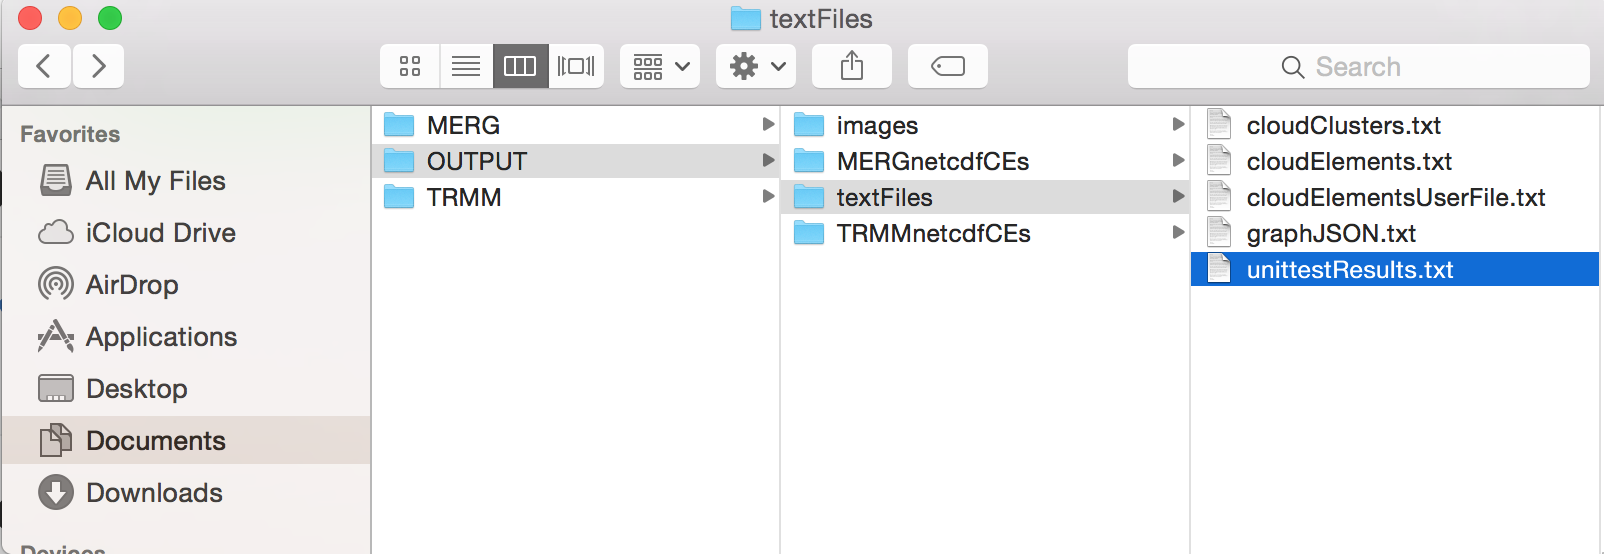 textFiles
Search
Favorites
All My Files
iCloud Drive
AirDrop
Applications
Desktop
Documents
Downloads
Devices
MERG
OUTPUT
TRMM
images
MERGnetcdfCEs
textFiles
TRMMnetcdfCEs
cloudClusters.txt
cloudElements.txt
cloudElementsUserFile.txt
graphJSON.txt
unittestResults.txt